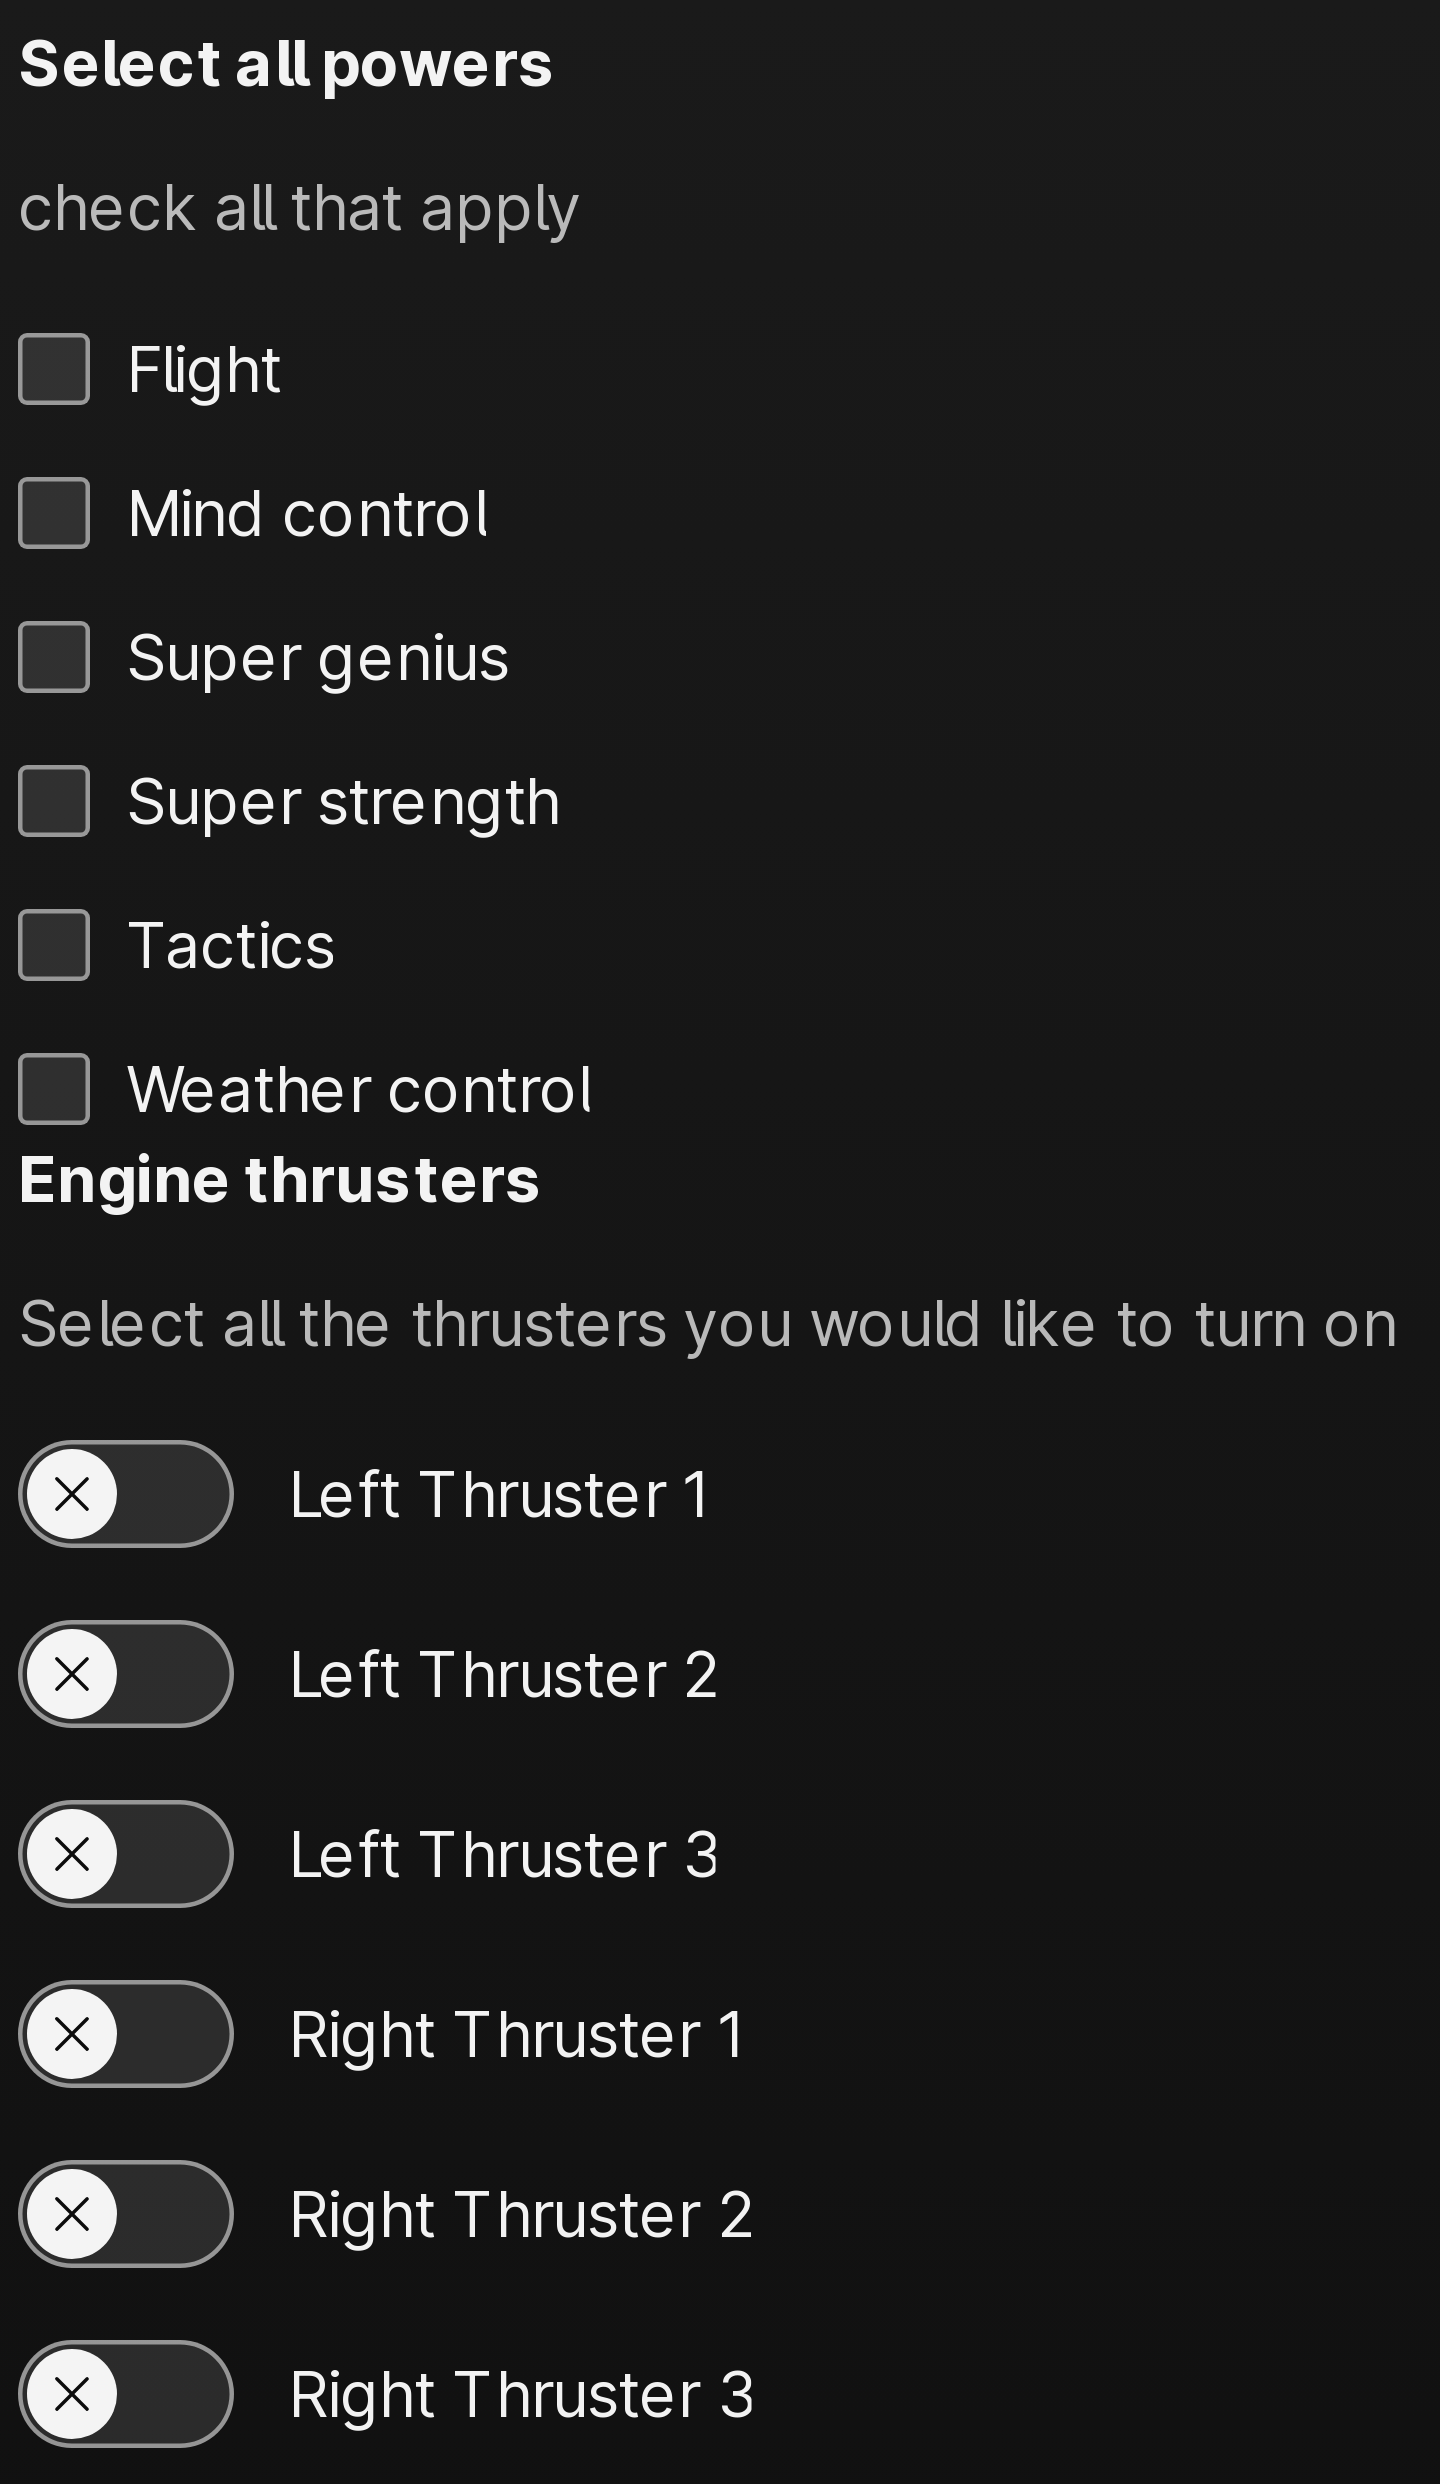 Select all powers
check all that apply
Flight
Mind control
Super genius
Super strength
Tactics
Weather control
Engine thrusters
Select all the thrusters you would like to turn on
Left Thruster 1
Left Thruster 2
Left Thruster 3
Right Thruster 1
Right Thruster 2
Right Thruster 3